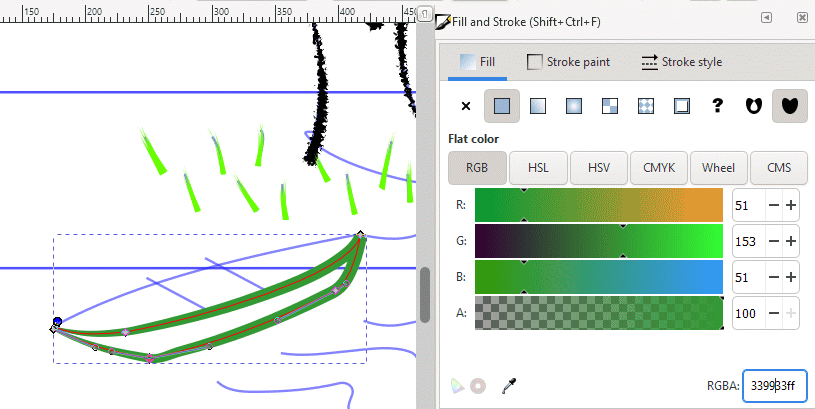 150 200 250 300 350 400 450
Fill and Stroke (Shift+Ctrl+F)
Fill Stroke paint Stroke style
Flat color
RGB HSL HSV CMYK Wheel CMS
R: 51
G: 153
B: 51
A: 100
RGBA: 339933ff